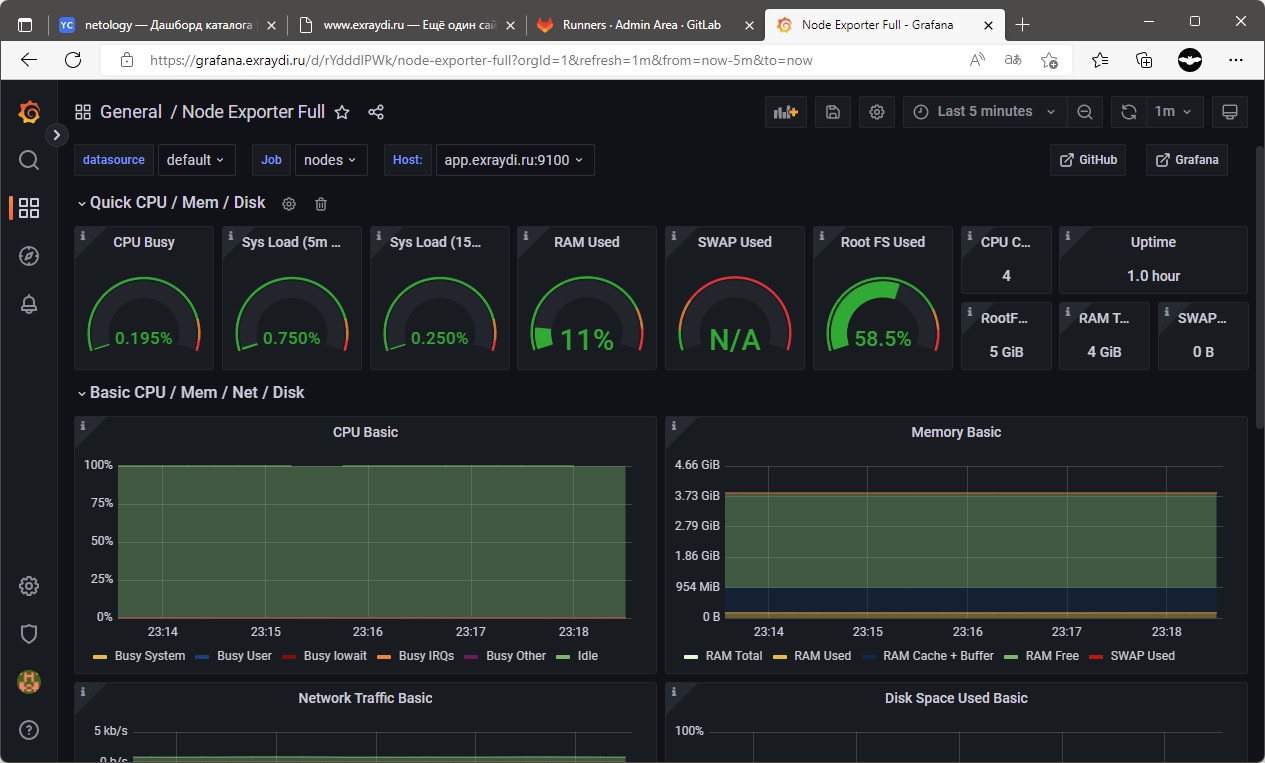 netology — Дашборд каталога
www.exraydi.ru — Ещё один сай
Runners · Admin Area · GitLab
Node Exporter Full - Grafana
https://grafana.exraydi.ru/d/rYdddlPWk/node-exporter-full?orgId=1&refresh=1m&from=now-5m&to=now
General / Node Exporter Full
Last 5 minutes
1m
datasource default Job nodes Host: app.exraydi.ru:9100
GitHub
Grafana
Quick CPU / Mem / Disk
CPU Busy
0.195%
Sys Load (5m ...
0.750%
Sys Load (15...
0.250%
RAM Used
11%
SWAP Used
N/A
Root FS Used
58.5%
CPU C...
4
Uptime
1.0 hour
RootF...
5 GiB
RAM T...
4 GiB
SWAP...
0 B
Basic CPU / Mem / Net / Disk
CPU Basic
100%
75%
50%
25%
0%
23:14 23:15 23:16 23:17 23:18
Busy System Busy User Busy Iowait Busy IRQs Busy Other Idle
Memory Basic
4.66 GiB
3.73 GiB
2.79 GiB
1.86 GiB
954 MiB
0 B
23:14 23:15 23:16 23:17 23:18
RAM Total RAM Used RAM Cache + Buffer RAM Free SWAP Used
Network Traffic Basic
5 kb/s
0 b/s
Disk Space Used Basic
100%